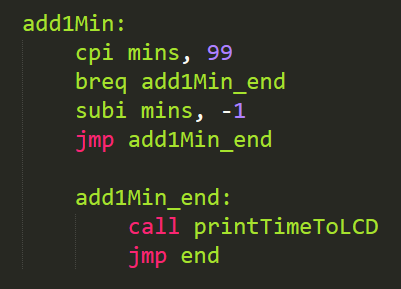 add1Min:
cpi mins, 99
breq add1Min_end
subi mins, -1
jmp add1Min_end
add1Min_end:
call printTimeToLCD
jmp end